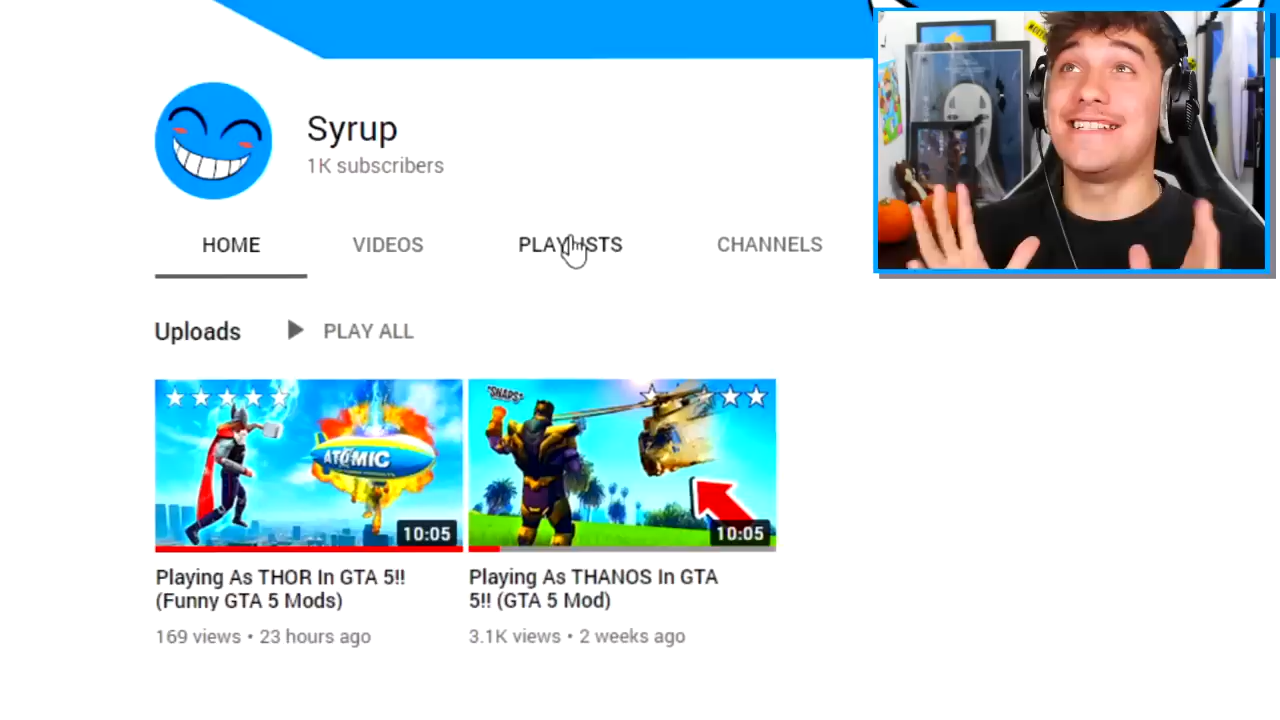 Syrup
1K subscribers
HOME
VIDEOS
PLAYLISTS
CHANNELS
Uploads
PLAY ALL
ATOMIC
10:05
*SNAPS*
10:05
Playing As THOR In GTA 5!!
(Funny GTA 5 Mods)
169 views • 23 hours ago
Playing As THANOS In GTA
5!! (GTA 5 Mod)
3.1K views • 2 weeks ago